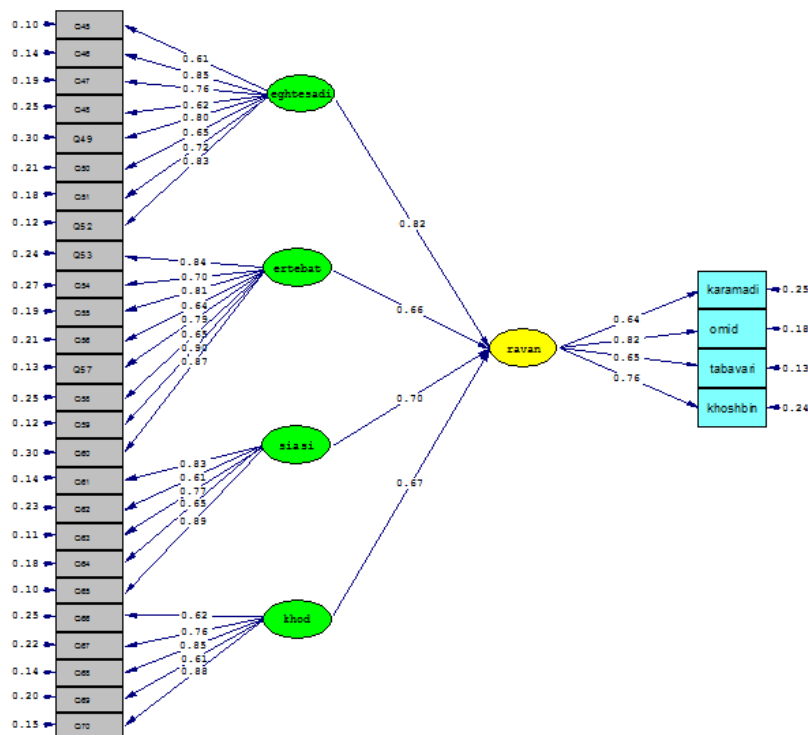 0.10 Q45
0.14 Q46
0.19 Q47
0.25 Q48
0.30 Q49
0.21 Q50
0.18 Q51
0.12 Q52
0.24 Q53
0.27 Q54
0.19 Q55
0.21 Q56
0.13 Q57
0.25 Q58
0.12 Q59
0.30 Q60
0.14 Q61
0.23 Q62
0.11 Q63
0.18 Q64
0.10 Q65
0.25 Q66
0.22 Q67
0.14 Q68
0.20 Q69
0.15 Q70
0.61
0.85
0.76
0.62
0.80
0.65
0.72
0.83
0.84
0.70
0.81
0.64
0.79
0.65
0.90
0.87
0.83
0.61
0.77
0.65
0.89
0.62
0.76
0.85
0.61
0.88
eghtesadi
ertebat
siasi
khod
0.82
0.66
0.70
0.67
ravan
0.64
0.82
0.65
0.76
karamadi 0.25
omid 0.18
tabavari 0.13
khoshbin 0.24